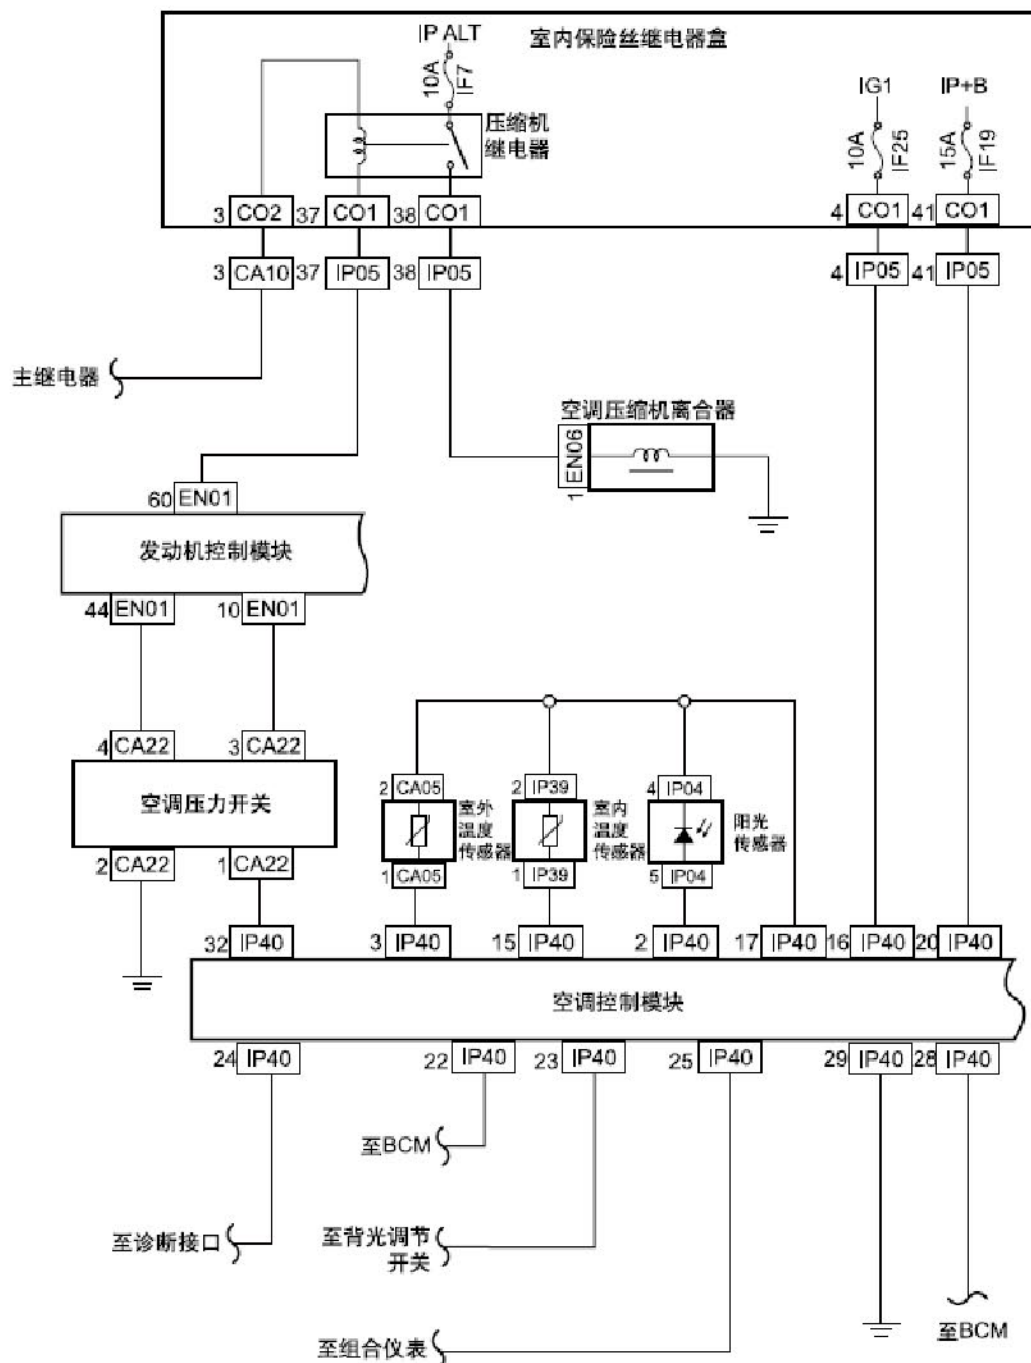 室内保险丝继电器盒
IP ALT
10A
IF7
压缩机
继电器
IG1
10A
IF25
IP+B
15A
IF19
3 CO2
37 CO1
38 CO1
4 CO1
41 CO1
3 CA10
37 IP05
38 IP05
4 IP05
41 IP05
主继电器
空调压缩机离合器
1 EN06
60 EN01
发动机控制模块
44 EN01
10 EN01
4 CA22
3 CA22
空调压力开关
2 CA22
1 CA22
2 CA05
室外
温度
传感器
1 CA05
2 IP39
室内
温度
传感器
1 IP39
4 IP04
阳光
传感器
5 IP04
32 IP40
3 IP40
15 IP40
2 IP40
17 IP40
16 IP40
20 IP40
空调控制模块
24 IP40
22 IP40
23 IP40
25 IP40
29 IP40
28 IP40
至BCM
至诊断接口
至背光调节
开关
至组合仪表
至BCM